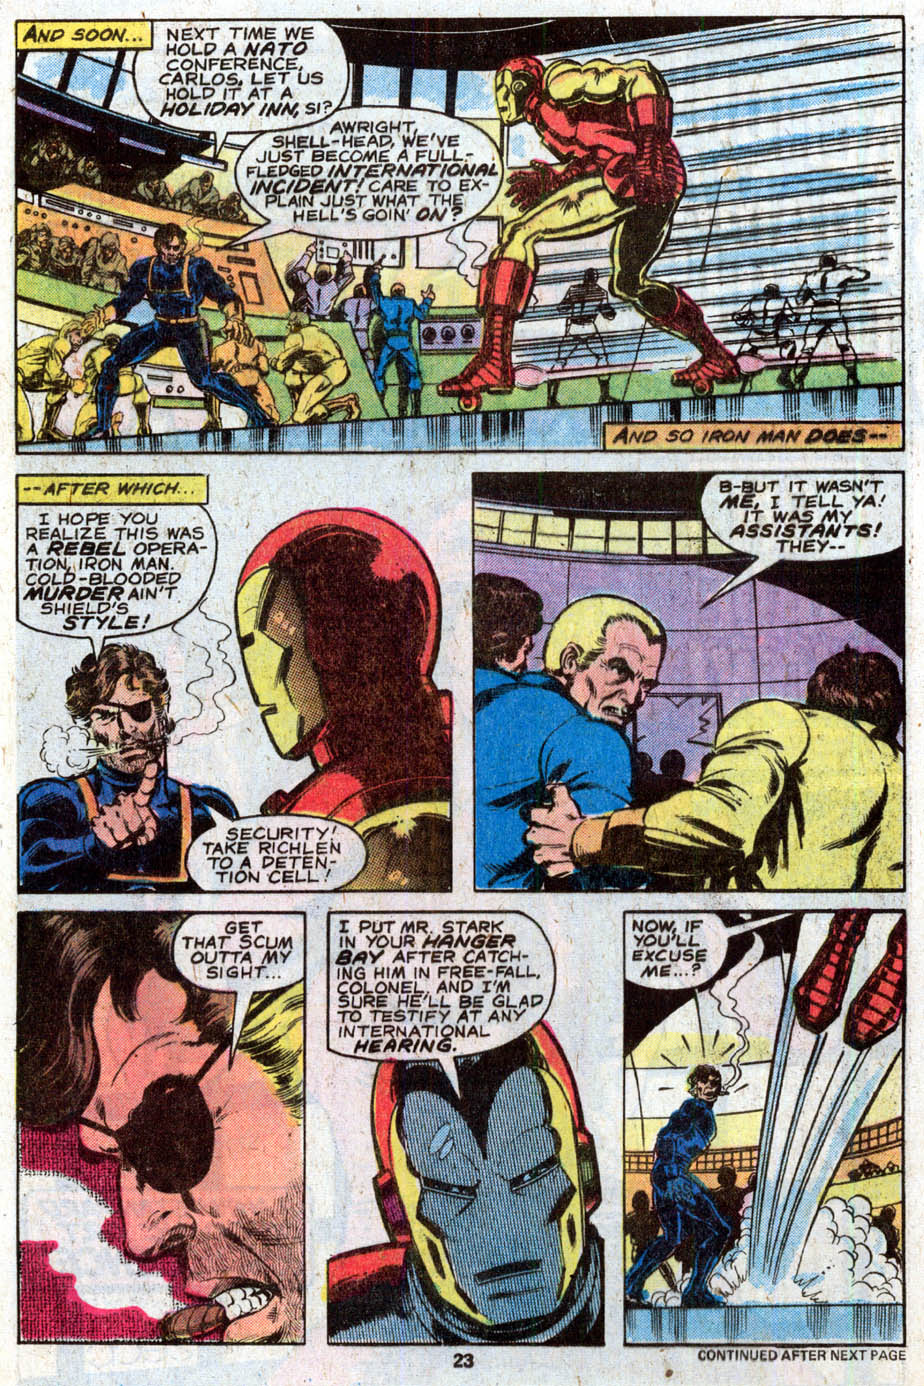 AND SOON...
NEXT TIME WE
HOLD A NATO
CONFERENCE,
CARLOS, LET US
HOLD IT AT A
HOLIDAY INN, SI?
AWRIGHT,
SHELL-HEAD, WE'VE
JUST BECOME A FULL-
FLEDGED INTERNATIONAL
INCIDENT! CARE TO EX-
PLAIN JUST WHAT THE
HELL'S GOIN' ON?
AND SO IRON MAN DOES--
--AFTER WHICH...
I HOPE YOU
REALIZE THIS WAS
A REBEL OPERA-
TION, IRON MAN.
COLD-BLOODED
MURDER AIN'T
SHIELD'S
STYLE!
SECURITY!
TAKE RICHLEN
TO A DETEN-
TION CELL!
B-BUT IT WASN'T
ME, I TELL YA!
IT WAS MY
ASSISTANTS!
THEY--
GET
THAT SCUM
OUTTA MY
SIGHT...
I PUT MR. STARK
IN YOUR HANGER
BAY AFTER CATCH-
ING HIM IN FREE-FALL,
COLONEL, AND I'M
SURE HE'LL BE GLAD
TO TESTIFY AT ANY
INTERNATIONAL
HEARING.
NOW, IF
YOU'LL
EXCUSE
ME...?
23
CONTINUED AFTER NEXT PAGE